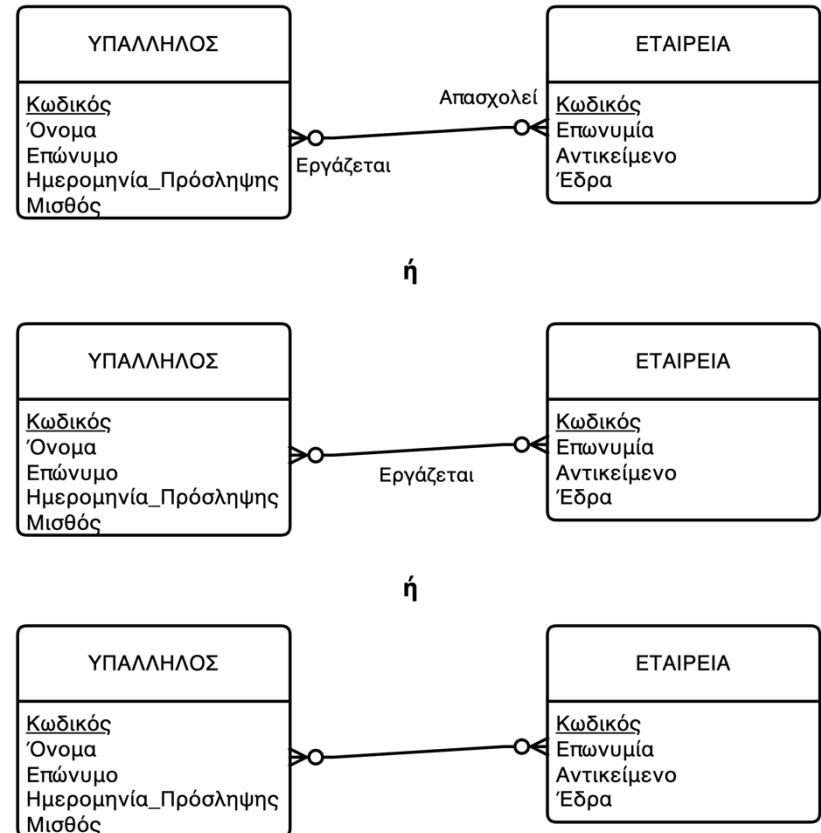 ΥΠΑΛΛΗΛΟΣ
Κωδικός
Όνομα
Επώνυμο
Ημερομηνία_Πρόσληψης
Μισθός
Εργάζεται
Απασχολεί
ΕΤΑΙΡΕΙΑ
Κωδικός
Επωνυμία
Αντικείμενο
Έδρα
ή
ΥΠΑΛΛΗΛΟΣ
Κωδικός
Όνομα
Επώνυμο
Ημερομηνία_Πρόσληψης
Μισθός
Εργάζεται
ΕΤΑΙΡΕΙΑ
Κωδικός
Επωνυμία
Αντικείμενο
Έδρα
ή
ΥΠΑΛΛΗΛΟΣ
Κωδικός
Όνομα
Επώνυμο
Ημερομηνία_Πρόσληψης
Μισθός
ΕΤΑΙΡΕΙΑ
Κωδικός
Επωνυμία
Αντικείμενο
Έδρα